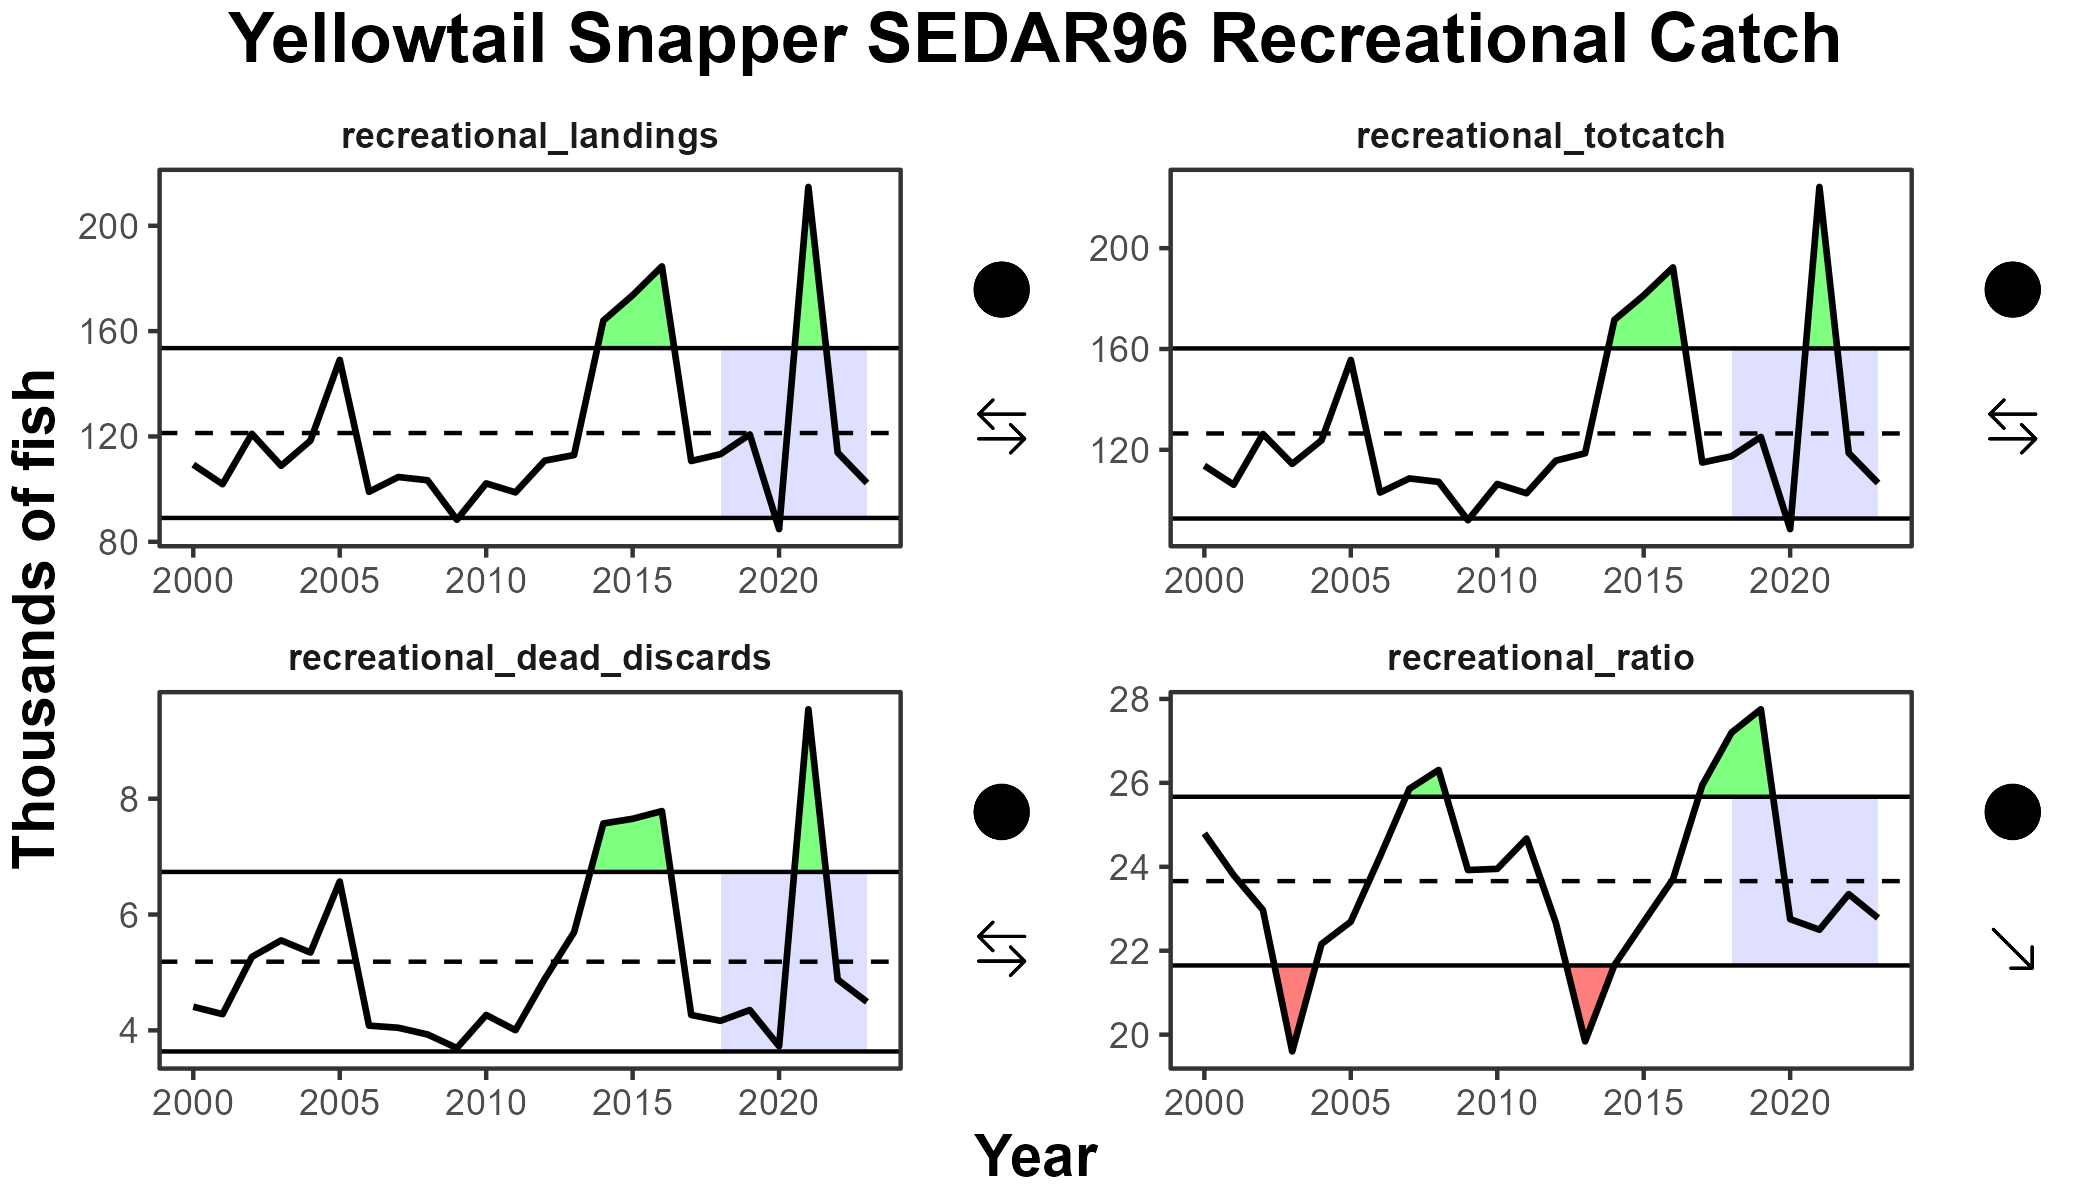 Yellowtail Snapper SEDAR96 Recreational Catch
Thousands of fish
recreational_landings
200
160
120
80
2000 2005 2010 2015 2020
recreational_totcatch
200
160
120
2000 2005 2010 2015 2020
recreational_dead_discards
8
6
4
2000 2005 2010 2015 2020
recreational_ratio
28
26
24
22
20
2000 2005 2010 2015 2020
Year